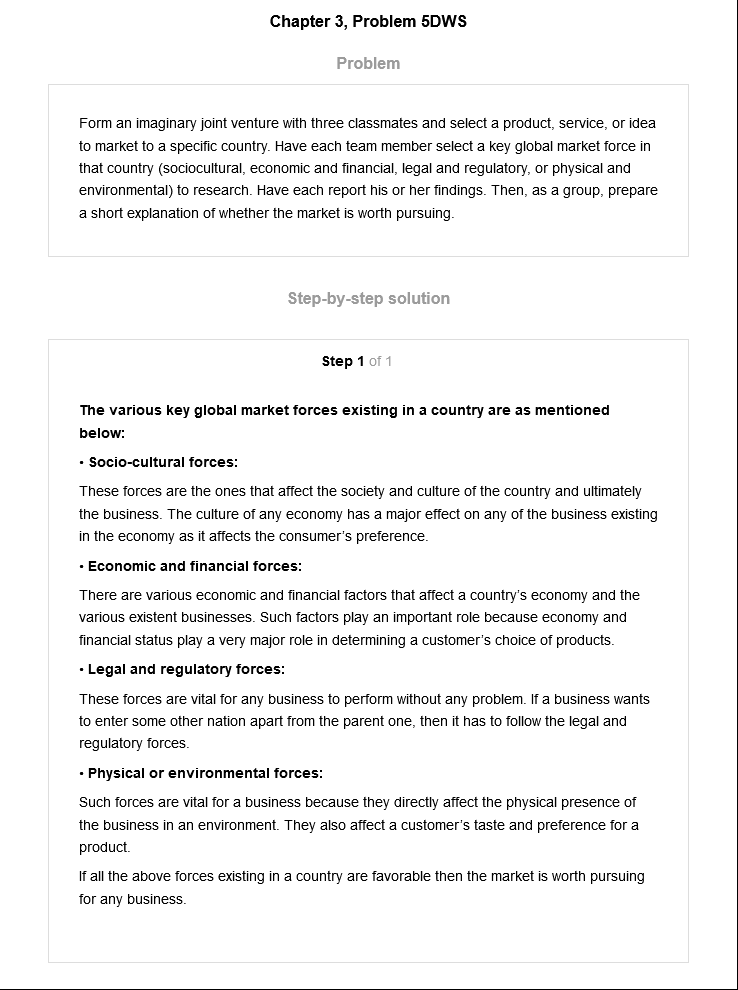 Chapter 3, Problem 5DWS
Problem
Form an imaginary joint venture with three classmates and select a product, service, or idea
to market to a specific country. Have each team member select a key global market force in
that country (sociocultural, economic and financial, legal and regulatory, or physical and
environmental) to research. Have each report his or her findings. Then, as a group, prepare
a short explanation of whether the market is worth pursuing.
Step-by-step solution
Step 1 of 1
The various key global market forces existing in a country are as mentioned
below:
• Socio-cultural forces:
These forces are the ones that affect the society and culture of the country and ultimately
the business. The culture of any economy has a major effect on any of the business existing
in the economy as it affects the consumer's preference.
• Economic and financial forces:
There are various economic and financial factors that affect a country's economy and the
various existent businesses. Such factors play an important role because economy and
financial status play a very major role in determining a customer's choice of products.
• Legal and regulatory forces:
These forces are vital for any business to perform without any problem. If a business wants
to enter some other nation apart from the parent one, then it has to follow the legal and
regulatory forces.
• Physical or environmental forces:
Such forces are vital for a business because they directly affect the physical presence of
the business in an environment. They also affect a customer's taste and preference for a
product.
If all the above forces existing in a country are favorable then the market is worth pursuing
for any business.